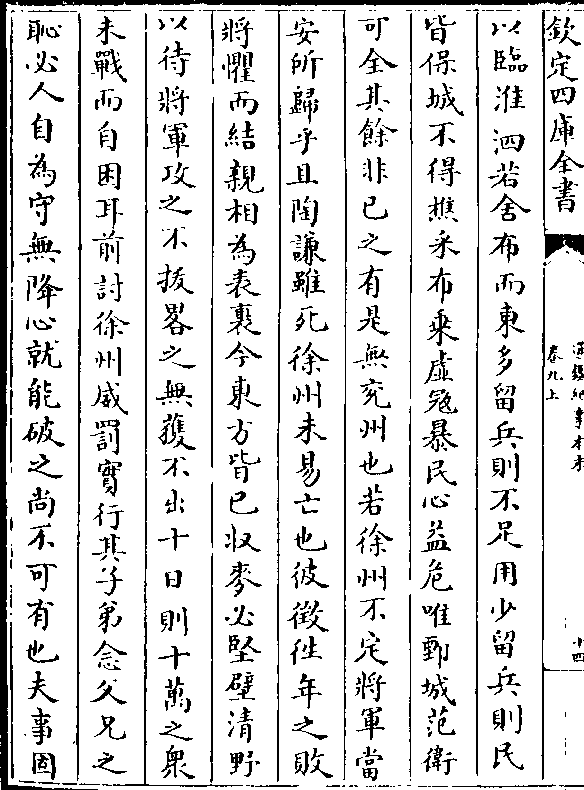 欽定四庫全書
通鑑紀事本末
卷九上
十四
以臨淮泗若舍布而東多留兵則不足用少留兵則民
皆保城不得樵采布乘虛寇暴民心益危唯鄄城范衛
可全其餘非已之有是無兖州也若徐州不定將軍當
安所歸乎且陶謙雖死徐州未易亡也彼徵徃年之敗
將懼而結親相為表裏今東方皆已収麥必堅壁清野
以待將軍攻之不拔畧之無獲不出十日則十萬之衆
未戰而自困耳前討徐州威罰實行其子弟念父兄之
恥必人自為守無降心就能破之尚不可有也夫事固